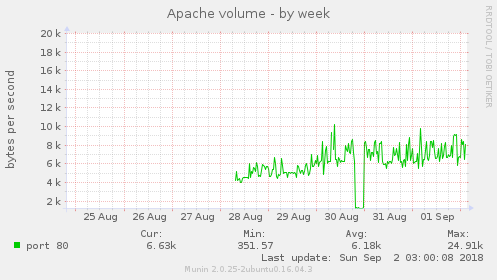 Apache volume - by week
RRDTOOL / TOBI OETIKER
bytes per second
20 k
18 k
16 k
14 k
12 k
10 k
8 k
6 k
4 k
2 k
25 Aug 26 Aug 27 Aug 28 Aug 29 Aug 30 Aug 31 Aug 01 Sep
Cur: Min: Avg: Max:
port 80 6.63k 351.57 6.18k 24.91k
Last update: Sun Sep 2 03:00:08 2018
Munin 2.0.25-2ubuntu0.16.04.3